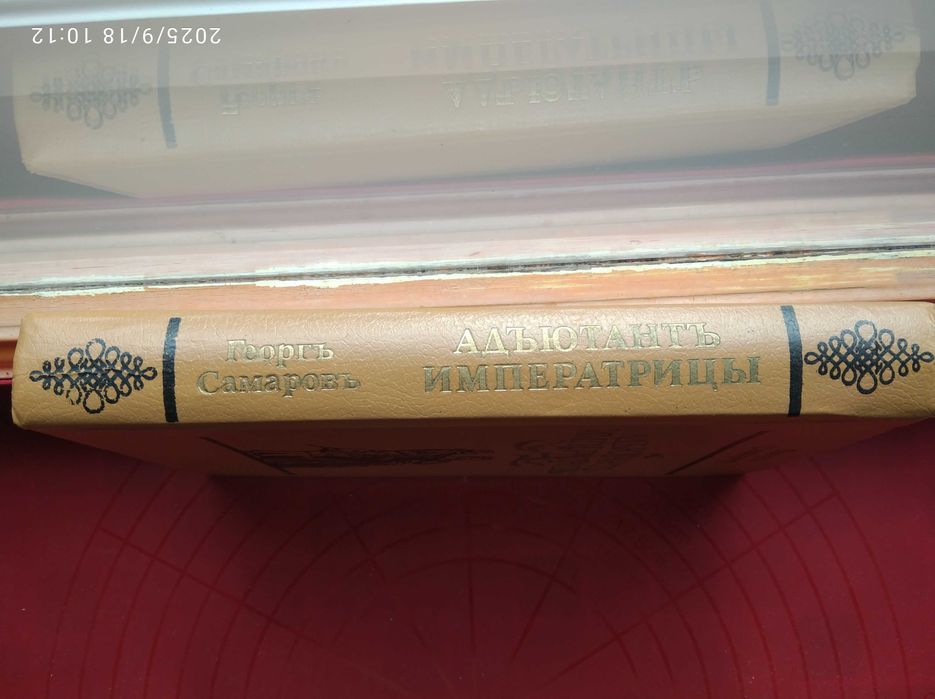 2025/9/18 10:12
Георгъ
Самаровъ
АДЪЮТАНТЪ
ИМПЕРАТРИЦЫ